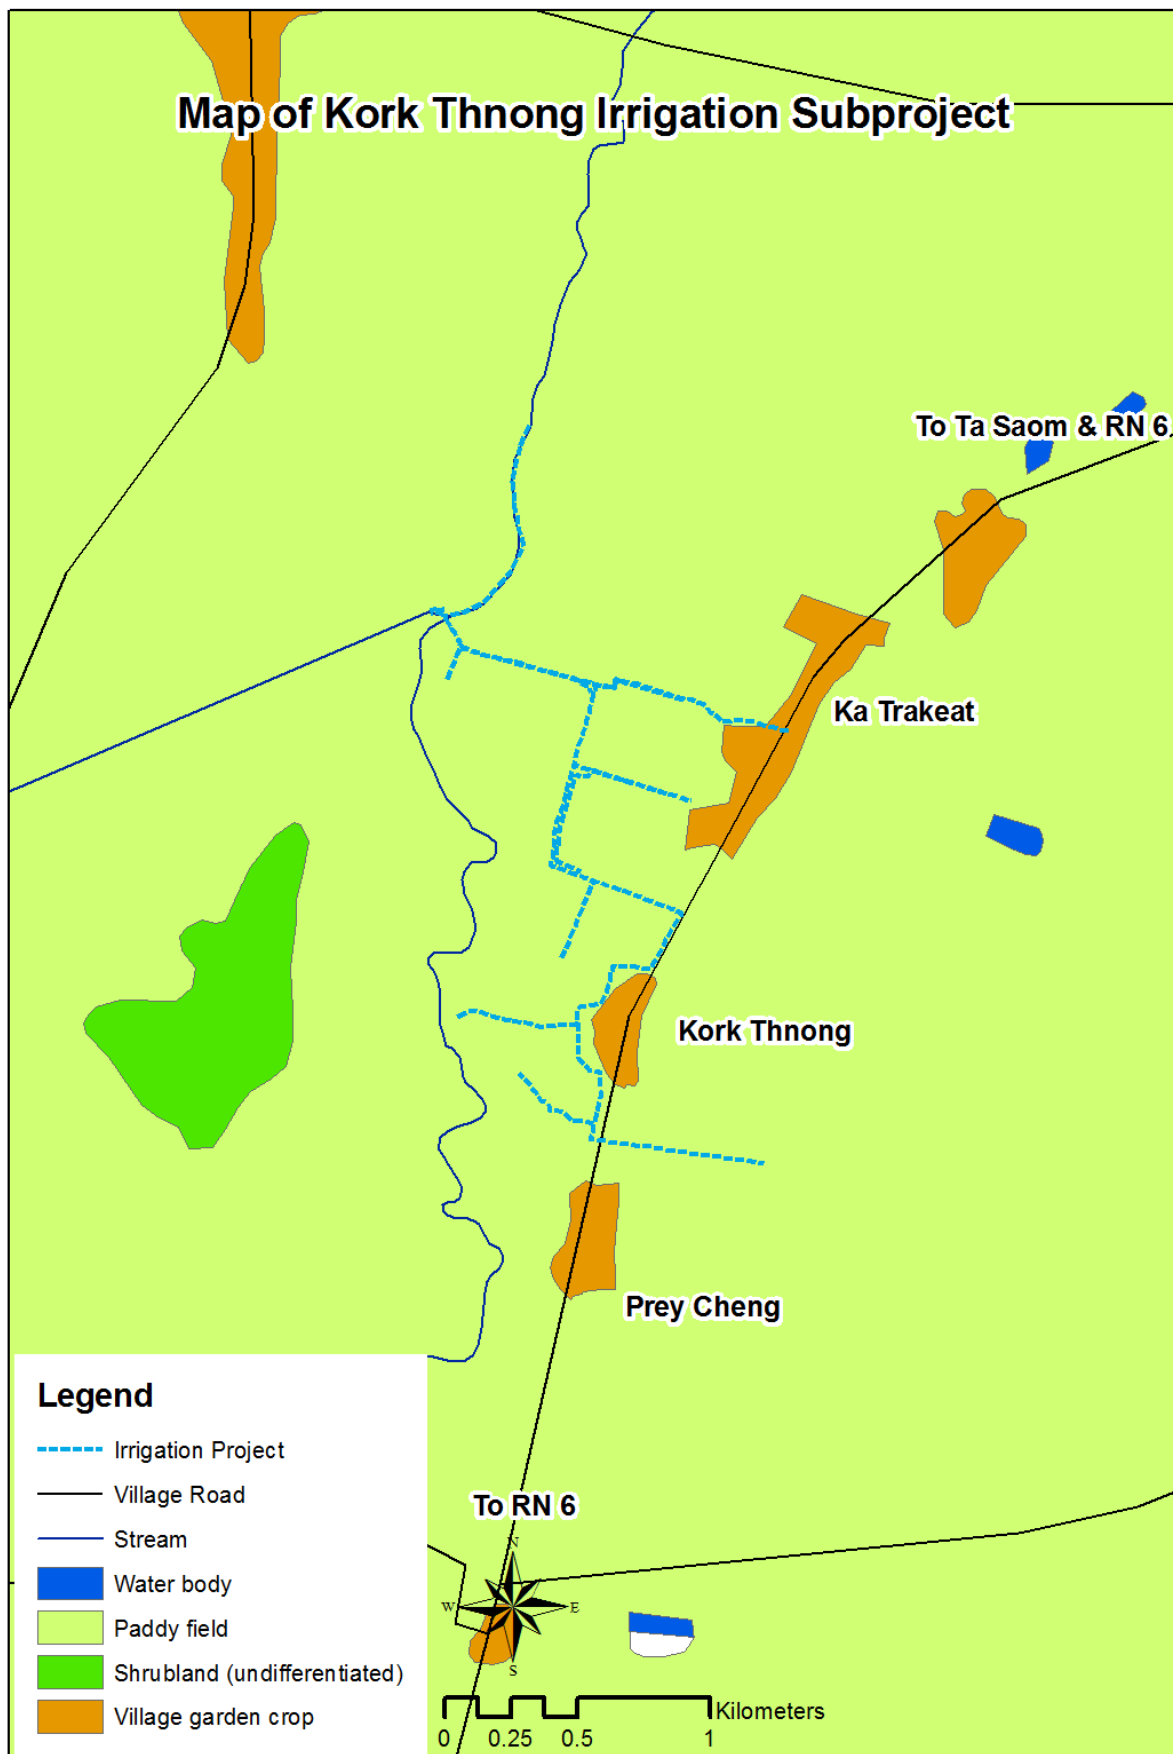 Map of Kork Thnong Irrigation Subproject
To Ta Saom & RN 6
Ka Trakeat
Kork Thnong
Prey Cheng
To RN 6
N
W
E
S
Legend
Irrigation Project
Village Road
Stream
Water body
Paddy field
Shrubland (undifferentiated)
Village garden crop
Kilometers
0 0.25 0.5 1